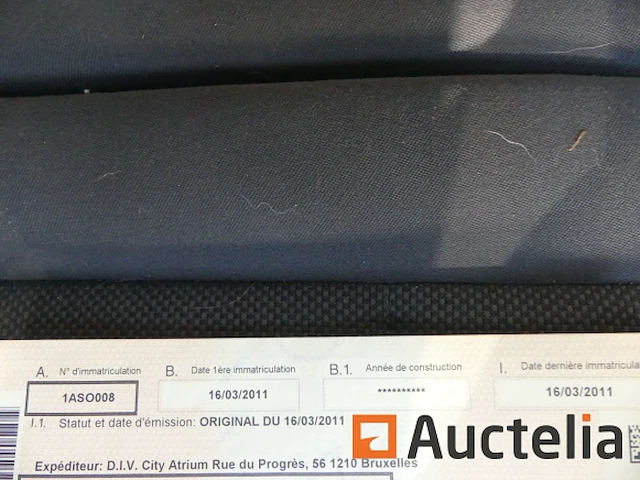 A. N° d'immatriculation B. Date 1ère immatriculation B.1. Année de construction I. Date dernière
1ASO008 16/03/2011 ********** 16/03/2011
I.1. Statut et date d'émission: ORIGINAL DU 16/03/2011
Auctelia
Expéditeur: D.I.V. City Atrium Rue du Progrès, 56 1210 Bruxelles